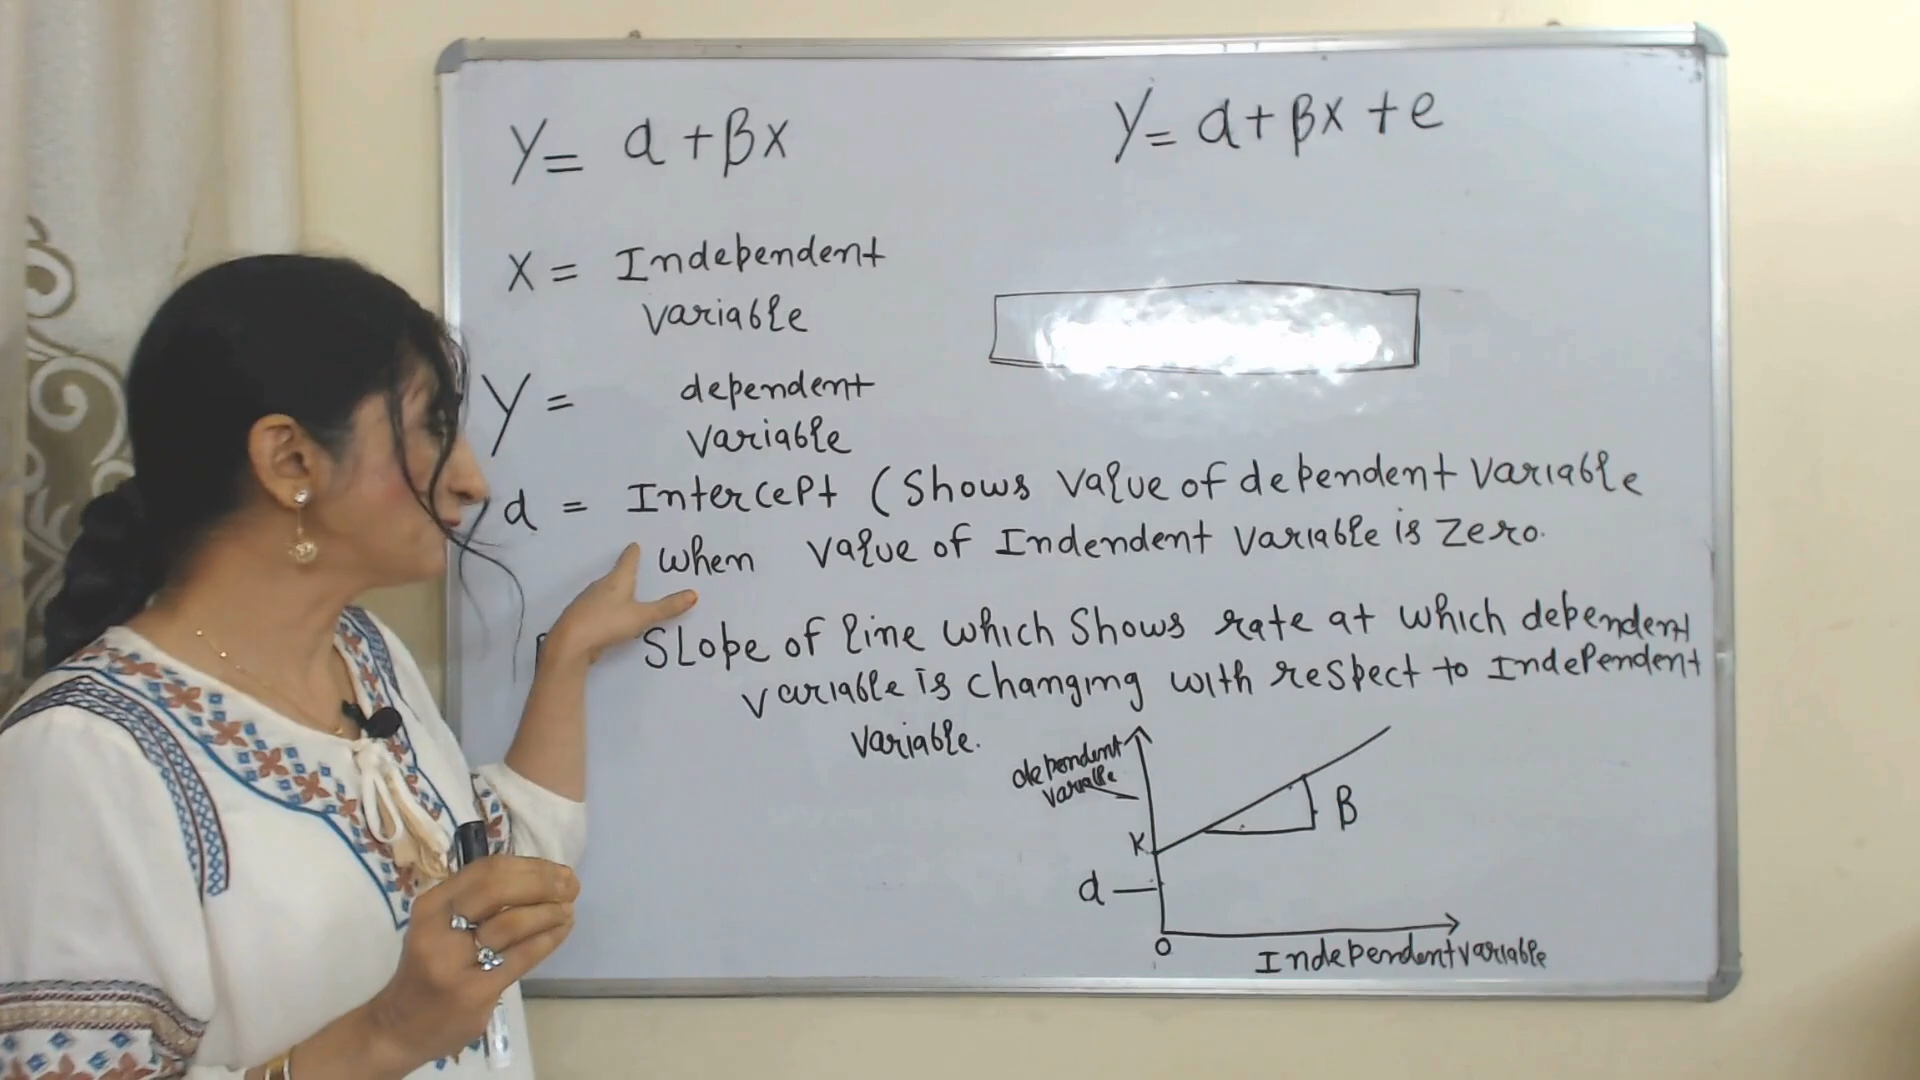 Y = α + βx
Y = α + βx + e
X = Independent
variable
Y = dependent
variable
α = Intercept (Shows value of dependent variable
when value of Indendent variable is zero.
Slope of line which shows rate at which dependent
variable is changing with respect to Independent
variable.
dependent
variable
K
β
α
0
Independent variable